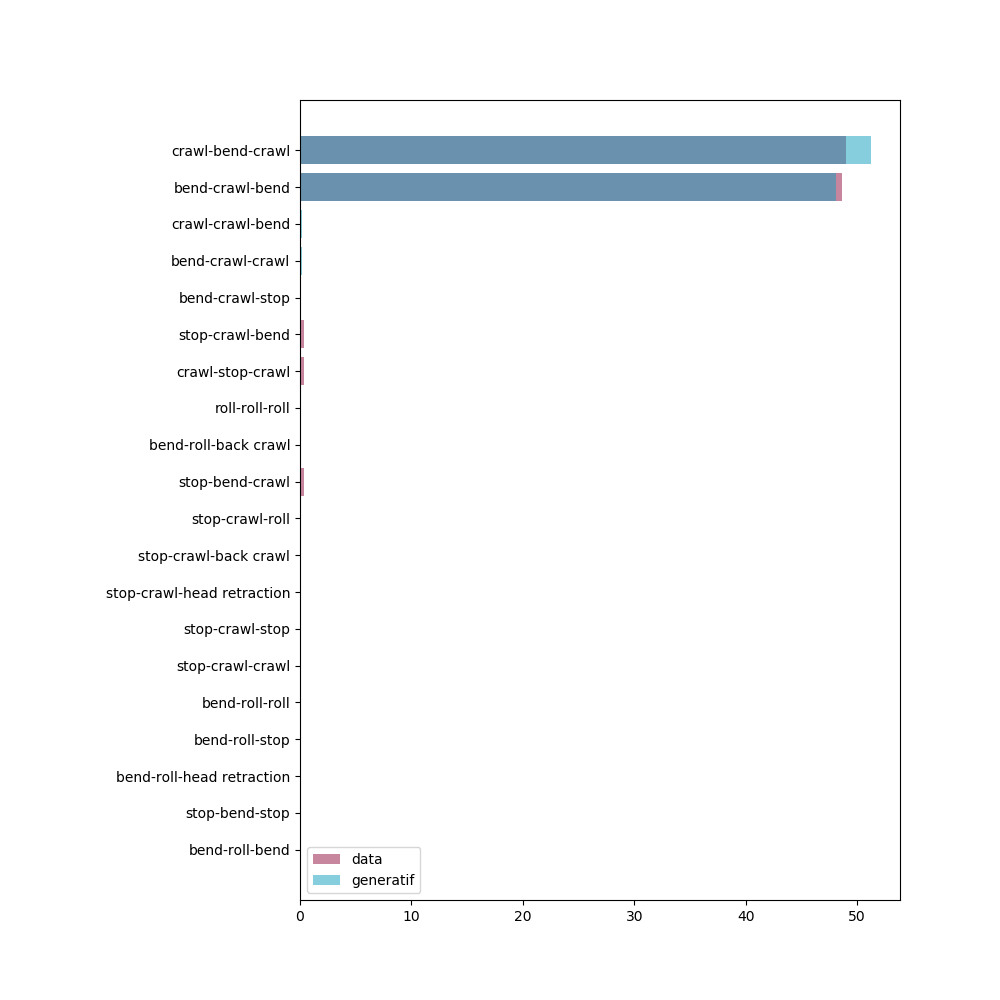 crawl-bend-crawl
bend-crawl-bend
crawl-crawl-bend
bend-crawl-crawl
bend-crawl-stop
stop-crawl-bend
crawl-stop-crawl
roll-roll-roll
bend-roll-back crawl
stop-bend-crawl
stop-crawl-roll
stop-crawl-back crawl
stop-crawl-head retraction
stop-crawl-stop
stop-crawl-crawl
bend-roll-roll
bend-roll-stop
bend-roll-head retraction
stop-bend-stop
bend-roll-bend
data
generatif
0 10 20 30 40 50